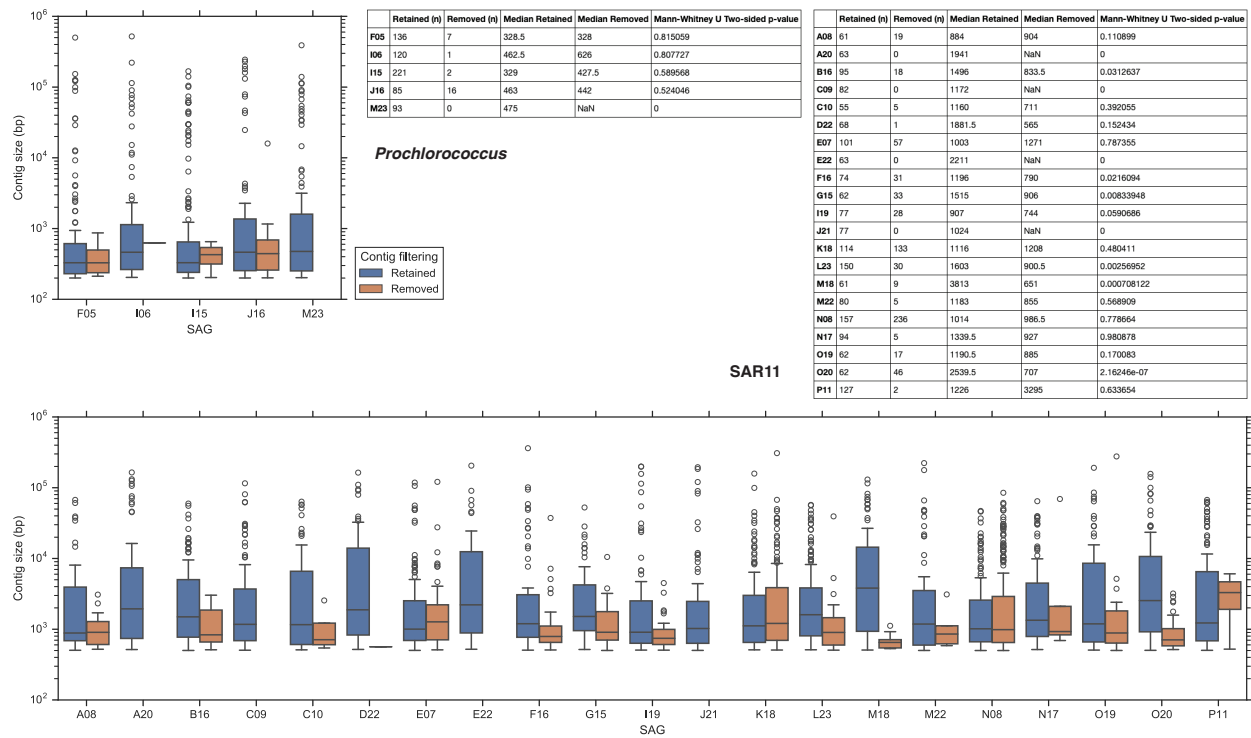 Retained (n) Removed (n) Median Retained Median Removed Mann-Whitney U Two-sided p-value
F05 136 7 328.5 328 0.815059
I06 120 1 462.5 626 0.807727
I15 221 2 329 427.5 0.589568
J16 85 16 463 442 0.524046
M23 93 0 475 NaN 0
Prochlorococcus
10^6
10^5
10^4
10^3
10^2
Contig size (bp)
F05 I06 I15 J16 M23
SAG
Contig filtering
Retained
Removed
Retained (n) Removed (n) Median Retained Median Removed Mann-Whitney U Two-sided p-value
A08 61 19 884 904 0.110899
A20 63 0 1941 NaN 0
B16 95 18 1496 833.5 0.0312637
C09 82 0 1172 NaN 0
C10 55 5 1160 711 0.392055
D22 68 1 1881.5 565 0.152434
E07 101 57 1003 1271 0.787355
E22 63 0 2211 NaN 0
F16 74 31 1196 790 0.0216094
G15 62 33 1515 906 0.00833948
I19 77 28 907 744 0.0590686
J21 77 0 1024 NaN 0
K18 114 133 1116 1208 0.480411
L23 150 30 1603 900.5 0.00256952
M18 61 9 3813 651 0.000708122
M22 80 5 1183 855 0.568909
N08 157 236 1014 986.5 0.778664
N17 94 5 1339.5 927 0.980878
O19 62 17 1190.5 885 0.170083
O20 62 46 2539.5 707 2.16246e-07
P11 127 2 1226 3295 0.633654
SAR11
10^6
10^5
10^4
10^3
10^2
Contig size (bp)
A08 A20 B16 C09 C10 D22 E07 E22 F16 G15 I19 J21 K18 L23 M18 M22 N08 N17 O19 O20 P11
SAG